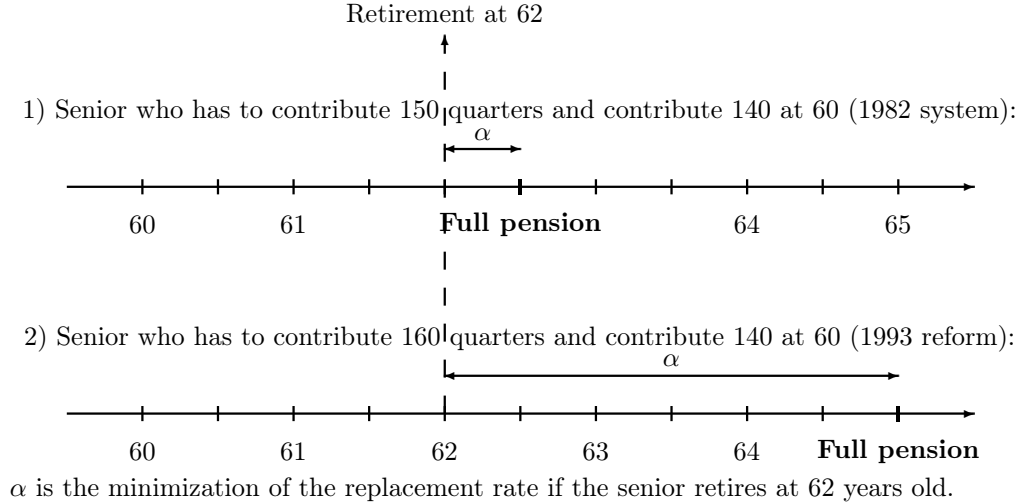 Retirement at 62
1) Senior who has to contribute 150 quarters and contribute 140 at 60 (1982 system):
α
60 61 Full pension 64 65
2) Senior who has to contribute 160 quarters and contribute 140 at 60 (1993 reform):
α
60 61 62 63 64 Full pension
α is the minimization of the replacement rate if the senior retires at 62 years old.